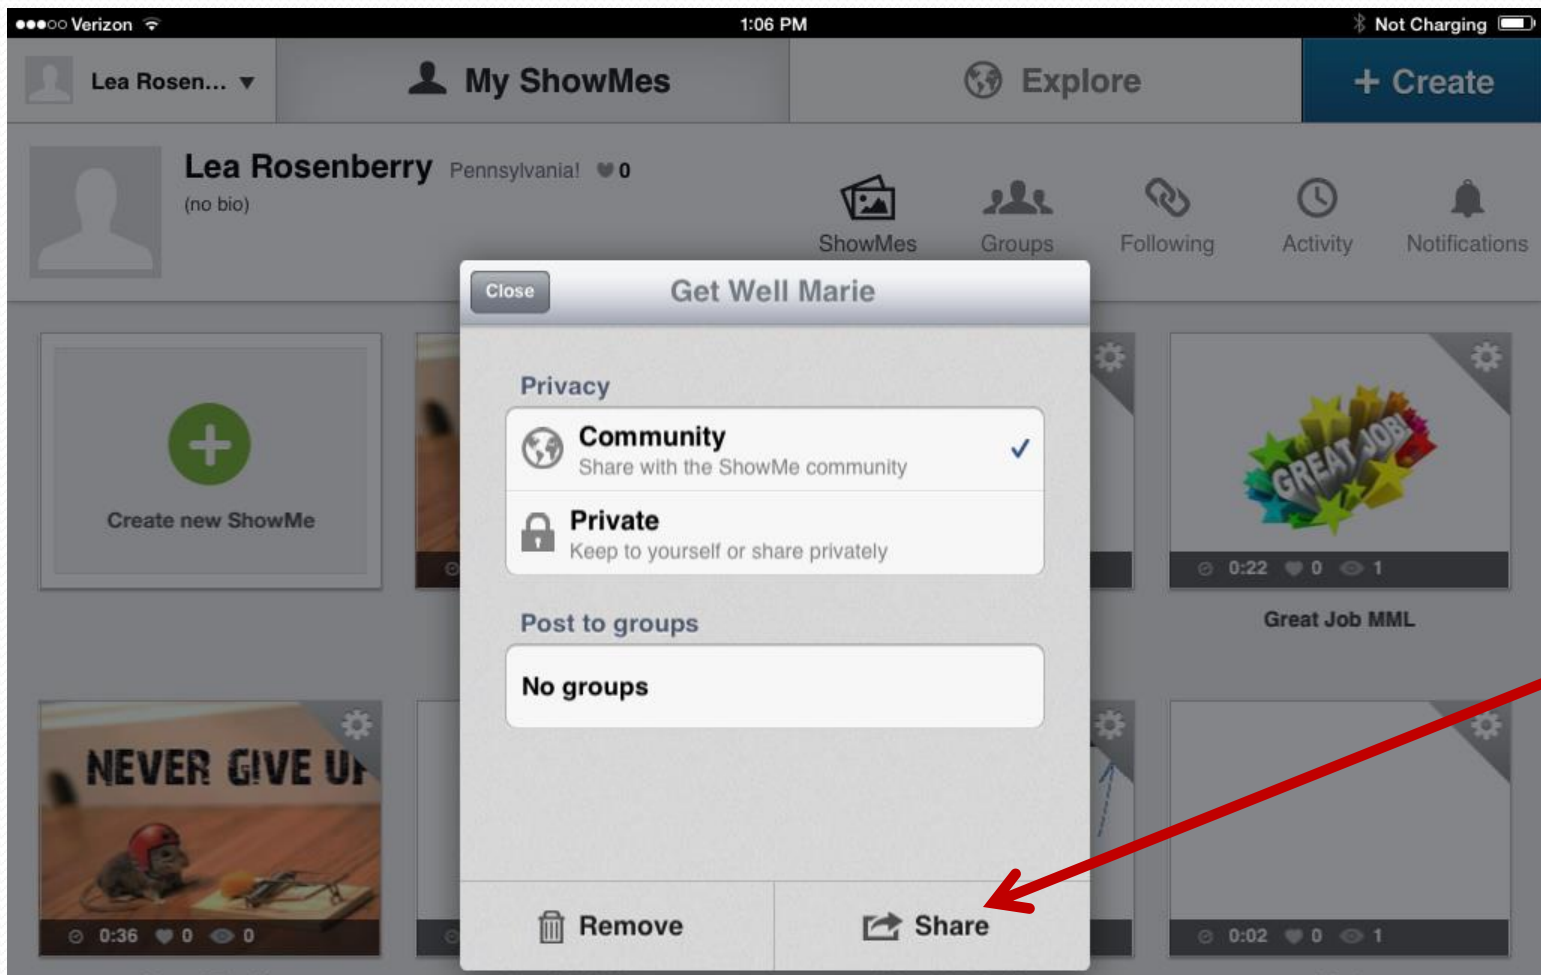 Verizon 1:06 PM Not Charging
Lea Rosen... My ShowMes Explore + Create
Lea Rosenberry Pennsylvania! 0
(no bio)
ShowMes Groups Following Activity Notifications
Close Get Well Marie
Privacy
Community
Share with the ShowMe community
Private
Keep to yourself or share privately
Post to groups
No groups
Remove Share
Create new ShowMe
GREAT JOB!
0:22 0 1
Great Job MML
NEVER GIVE UP
0:36 0 0
0:02 0 1